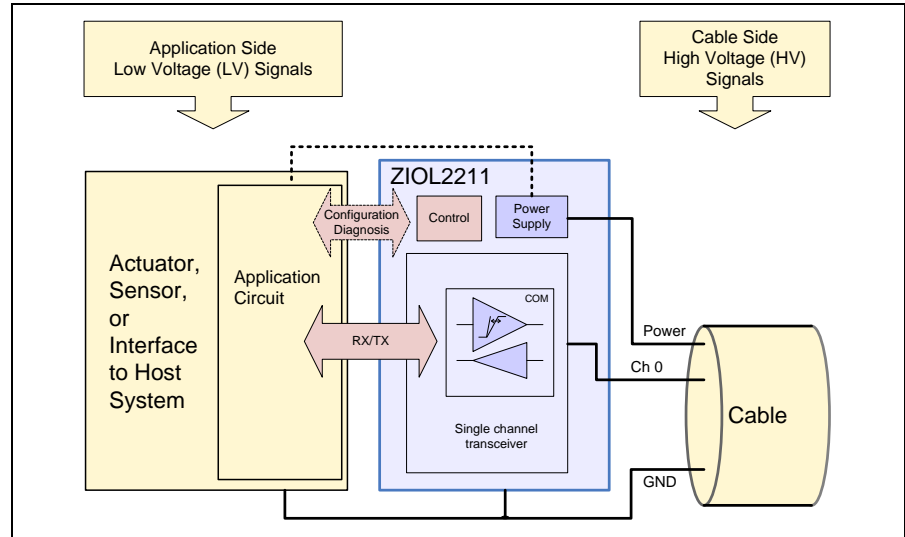 Application Side
Low Voltage (LV) Signals
Cable Side
High Voltage (HV)
Signals
ZIOL2211
Configuration
Diagnosis
Control
Power
Supply
Actuator,
Sensor,
or
Interface
to Host
System
Application
Circuit
COM
RX/TX
Single channel
transceiver
Power
Ch 0
GND
Cable